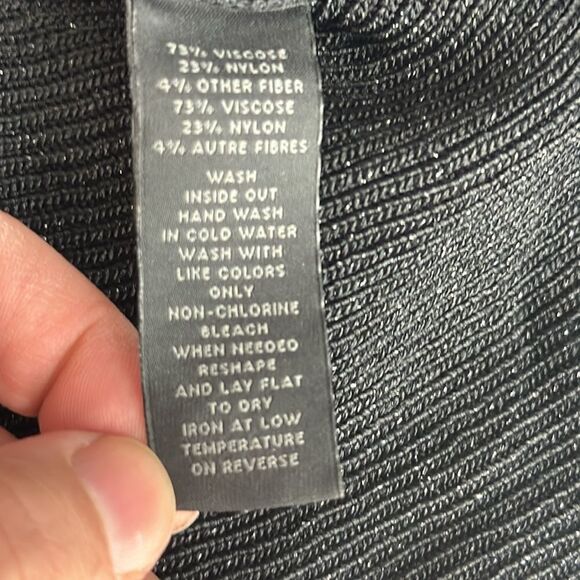 73% VISCOSE
23% NYLON
4% OTHER FIBER
73% VISCOSE
23% NYLON
4% AUTRE FIBRES
WASH
INSIDE OUT
HAND WASH
IN COLD WATER
WASH WITH
LIKE COLORS
ONLY
NON-CHLORINE
BLEACH
WHEN NEEDED
RESHAPE
AND LAY FLAT
TO DRY
IRON AT LOW
TEMPERATURE
ON REVERSE